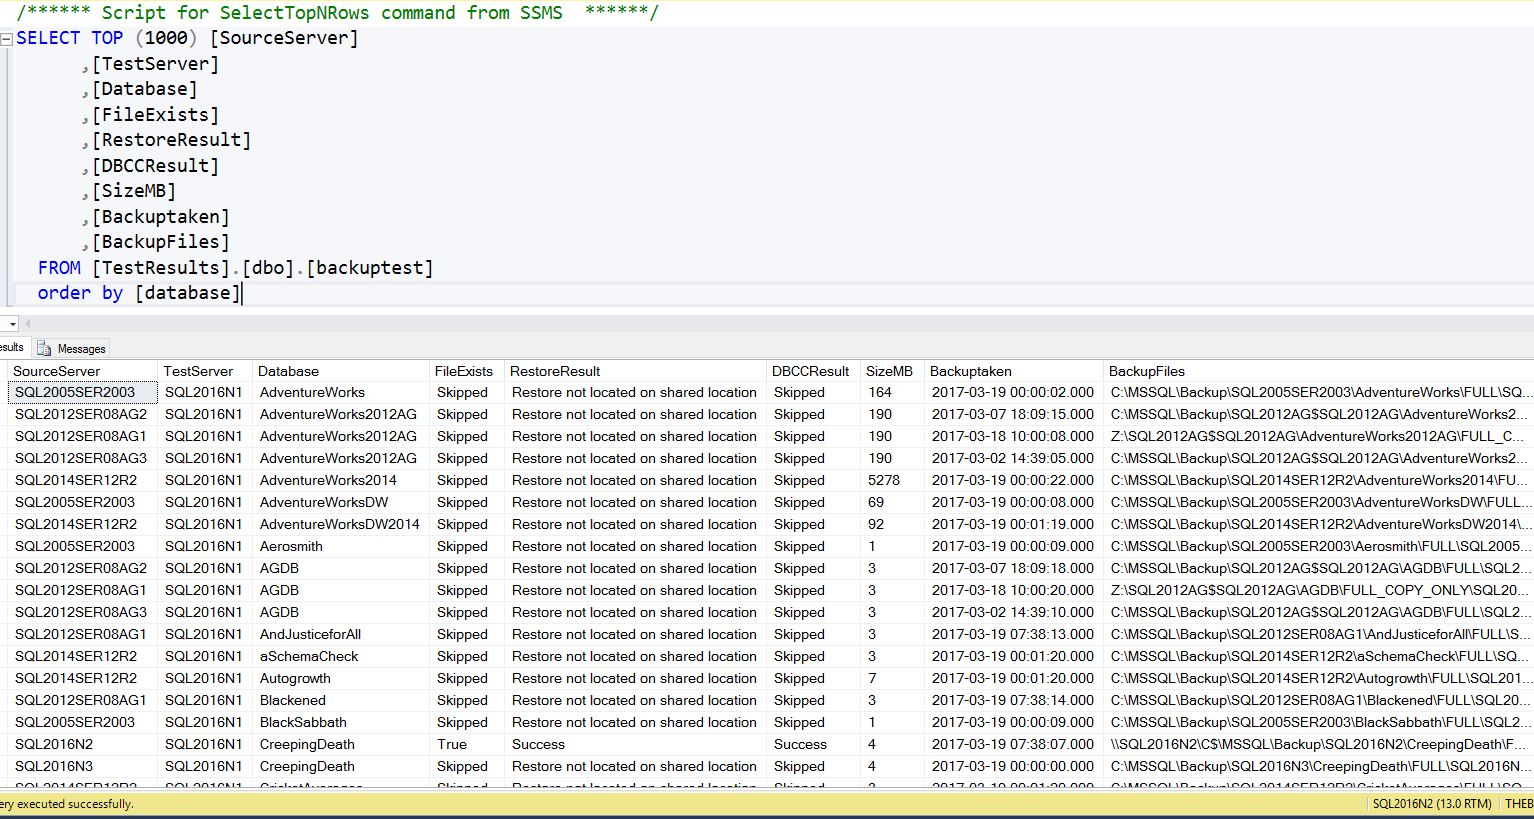 /****** Script for SelectTopNRows command from SSMS  ******/
SELECT TOP (1000) [SourceServer]
,[TestServer]
,[Database]
,[FileExists]
,[RestoreResult]
,[DBCCResult]
,[SizeMB]
,[Backuptaken]
,[BackupFiles]
FROM [TestResults].[dbo].[backuptest]
order by [database]
esults Messages
SourceServer TestServer Database FileExists RestoreResult DBCCResult SizeMB Backuptaken BackupFiles
SQL2005SER2003 SQL2016N1 AdventureWorks Skipped Restore not located on shared location Skipped 164 2017-03-19 00:00:02.000 C:\MSSQL\Backup\SQL2005SER2003\AdventureWorks\FULL\SQ...
SQL2012SER08AG2 SQL2016N1 AdventureWorks2012AG Skipped Restore not located on shared location Skipped 190 2017-03-07 18:09:15.000 C:\MSSQL\Backup\SQL2012AG$SQL2012AG\AdventureWorks2...
SQL2012SER08AG1 SQL2016N1 AdventureWorks2012AG Skipped Restore not located on shared location Skipped 190 2017-03-18 10:00:08.000 Z:\SQL2012AG$SQL2012AG\AdventureWorks2012AG\FULL_C...
SQL2012SER08AG3 SQL2016N1 AdventureWorks2012AG Skipped Restore not located on shared location Skipped 190 2017-03-02 14:39:05.000 C:\MSSQL\Backup\SQL2012AG$SQL2012AG\AdventureWorks2...
SQL2014SER12R2 SQL2016N1 AdventureWorks2014 Skipped Restore not located on shared location Skipped 5278 2017-03-19 00:00:22.000 C:\MSSQL\Backup\SQL2014SER12R2\AdventureWorks2014\FU...
SQL2005SER2003 SQL2016N1 AdventureWorksDW Skipped Restore not located on shared location Skipped 69 2017-03-19 00:00:08.000 C:\MSSQL\Backup\SQL2005SER2003\AdventureWorksDW\FULL...
SQL2014SER12R2 SQL2016N1 AdventureWorksDW2014 Skipped Restore not located on shared location Skipped 92 2017-03-19 00:01:19.000 C:\MSSQL\Backup\SQL2014SER12R2\AdventureWorksDW2014\...
SQL2005SER2003 SQL2016N1 Aerosmith Skipped Restore not located on shared location Skipped 1 2017-03-19 00:00:09.000 C:\MSSQL\Backup\SQL2005SER2003\Aerosmith\FULL\SQL2005...
SQL2012SER08AG2 SQL2016N1 AGDB Skipped Restore not located on shared location Skipped 3 2017-03-07 18:09:18.000 C:\MSSQL\Backup\SQL2012AG$SQL2012AG\AGDB\FULL\SQL2...
SQL2012SER08AG1 SQL2016N1 AGDB Skipped Restore not located on shared location Skipped 3 2017-03-18 10:00:20.000 Z:\SQL2012AG$SQL2012AG\AGDB\FULL_COPY_ONLY\SQL20...
SQL2012SER08AG3 SQL2016N1 AGDB Skipped Restore not located on shared location Skipped 3 2017-03-02 14:39:10.000 C:\MSSQL\Backup\SQL2012AG$SQL2012AG\AGDB\FULL\SQL2...
SQL2012SER08AG1 SQL2016N1 AndJusticeforAll Skipped Restore not located on shared location Skipped 3 2017-03-19 07:38:13.000 C:\MSSQL\Backup\SQL2012SER08AG1\AndJusticeforAll\FULL\S...
SQL2014SER12R2 SQL2016N1 aSchemaCheck Skipped Restore not located on shared location Skipped 3 2017-03-19 00:01:20.000 C:\MSSQL\Backup\SQL2014SER12R2\aSchemaCheck\FULL\SQ...
SQL2014SER12R2 SQL2016N1 Autogrowth Skipped Restore not located on shared location Skipped 7 2017-03-19 00:01:20.000 C:\MSSQL\Backup\SQL2014SER12R2\Autogrowth\FULL\SQL201...
SQL2012SER08AG1 SQL2016N1 Blackened Skipped Restore not located on shared location Skipped 3 2017-03-19 07:38:14.000 C:\MSSQL\Backup\SQL2012SER08AG1\Blackened\FULL\SQL20...
SQL2005SER2003 SQL2016N1 BlackSabbath Skipped Restore not located on shared location Skipped 1 2017-03-19 00:00:09.000 C:\MSSQL\Backup\SQL2005SER2003\BlackSabbath\FULL\SQL2...
SQL2016N2 SQL2016N1 CreepingDeath True Success Success 4 2017-03-19 07:38:07.000 \\SQL2016N2\C$\MSSQL\Backup\SQL2016N2\CreepingDeath\F...
SQL2016N3 SQL2016N1 CreepingDeath Skipped Restore not located on shared location Skipped 4 2017-03-19 00:00:00.000 C:\MSSQL\Backup\SQL2016N3\CreepingDeath\FULL\SQL2016N...
ery executed successfully. SQL2016N2 (13.0 RTM) THEB